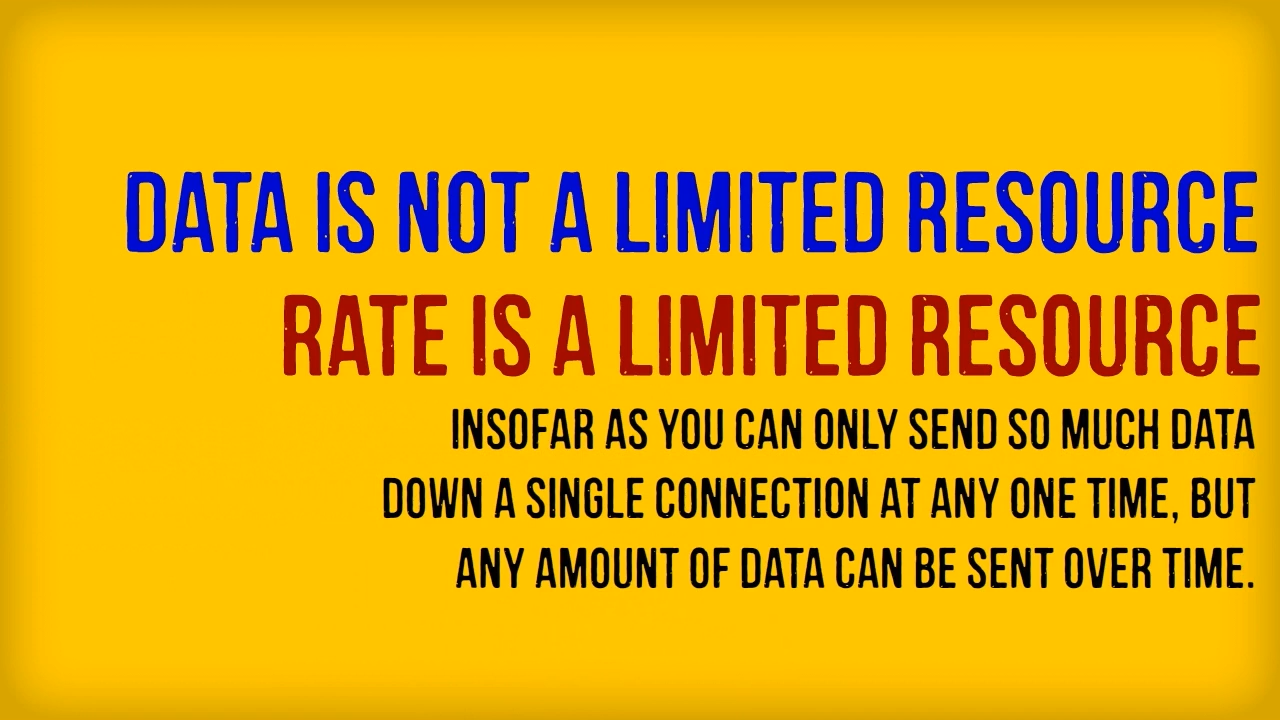 DATA IS NOT A LIMITED RESOURCE
RATE IS A LIMITED RESOURCE
INSOFAR AS YOU CAN ONLY SEND SO MUCH DATA
DOWN A SINGLE CONNECTION AT ANY ONE TIME, BUT
ANY AMOUNT OF DATA CAN BE SENT OVER TIME.